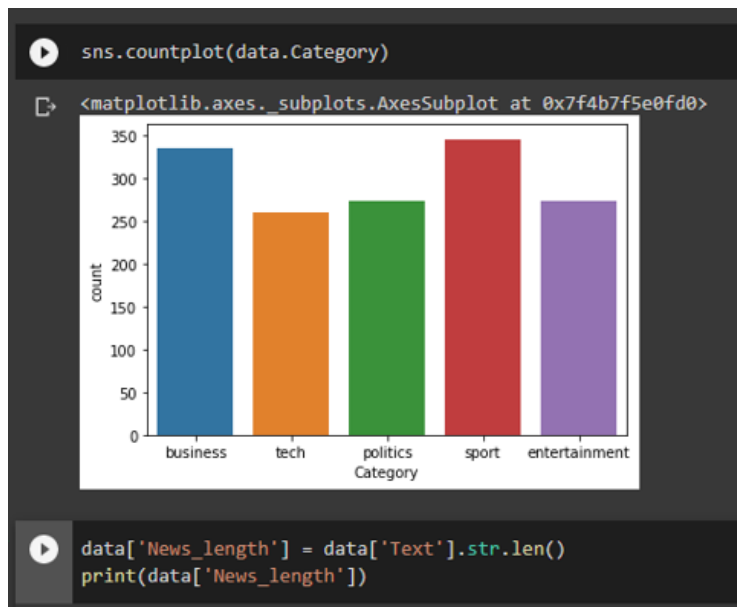 sns.countplot(data.Category)
<matplotlib.axes._subplots.AxesSubplot at 0x7f4b7f5e0fd0>
350
300
250
200
150
100
50
0
count
business tech politics sport entertainment
Category
data['News_length'] = data['Text'].str.len()
print(data['News_length'])